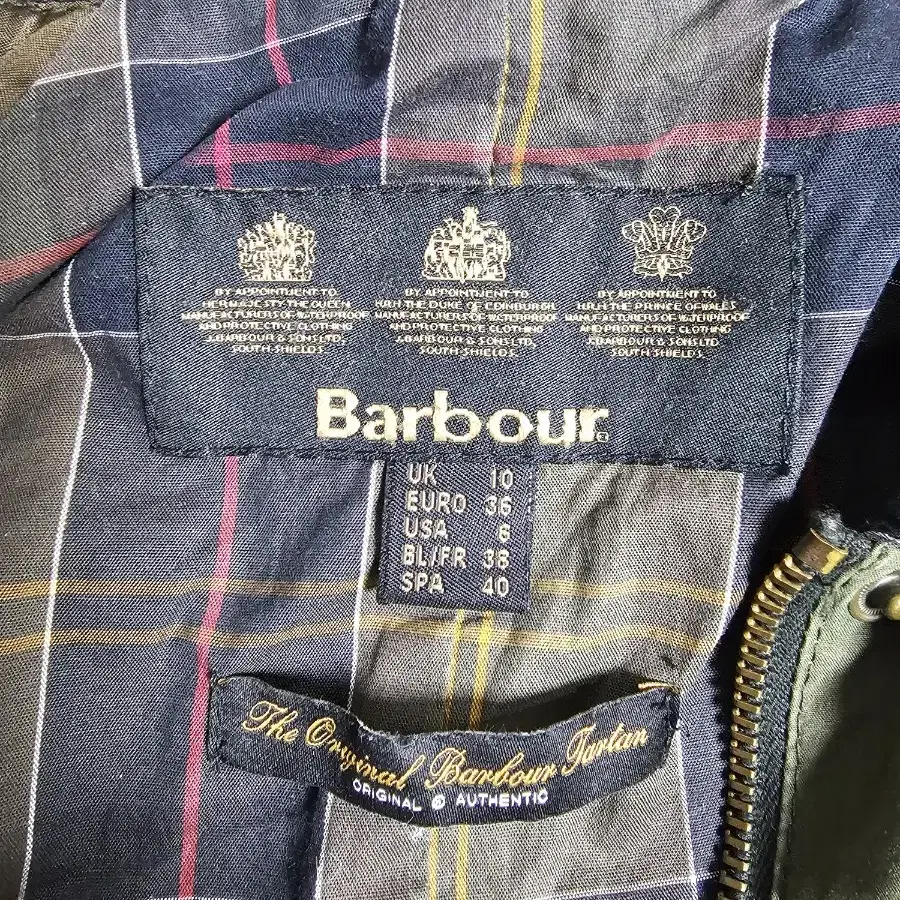 BY APPOINTMENT TO
HER MAJESTY THE QUEEN
MANUFACTURERS OF WATERPROOF
AND PROTECTIVE CLOTHING
J.BARBOUR & SONS LTD,
SOUTH SHIELDS.
BY APPOINTMENT TO
H.R.H THE DUKE OF EDINBURGH
MANUFACTURERS OF WATERPROOF
AND PROTECTIVE CLOTHING
J.BARBOUR & SONS LTD,
SOUTH SHIELDS.
BY APPOINTMENT TO
H.R.H THE PRINCE OF WALES
MANUFACTURERS OF WATERPROOF
AND PROTECTIVE CLOTHING
J.BARBOUR & SONS LTD,
SOUTH SHIELDS.
Barbour
UK 10
EURO 36
USA 6
BL/FR 38
SPA 40
The Original Barbour Tartan
ORIGINAL & AUTHENTIC